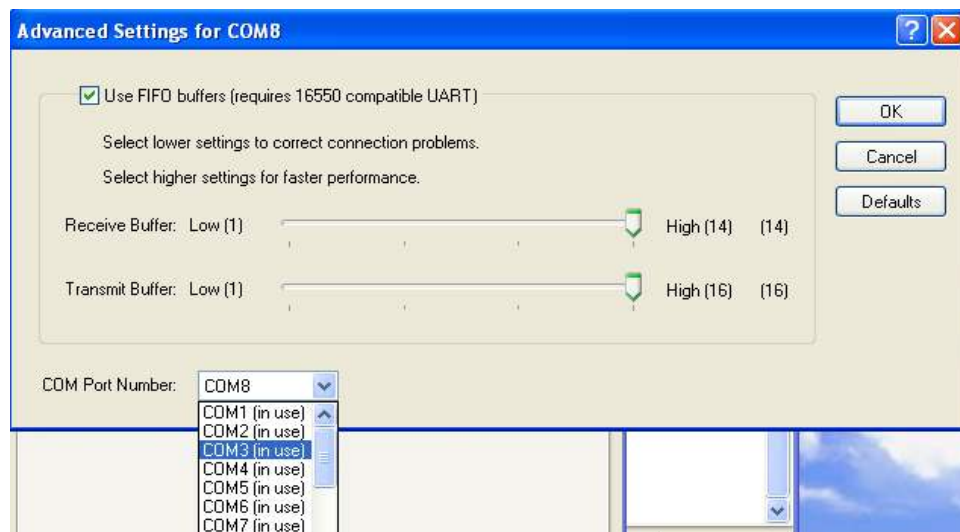 Advanced Settings for COM8
Use FIFO buffers (requires 16550 compatible UART)
OK
Select lower settings to correct connection problems.
Cancel
Select higher settings for faster performance.
Defaults
Receive Buffer: Low (1) High (14) (14)
Transmit Buffer: Low (1) High (16) (16)
COM Port Number: COM8
COM1 (in use)
COM2 (in use)
COM3 (in use)
COM4 (in use)
COM5 (in use)
COM6 (in use)
COM7 (in use)